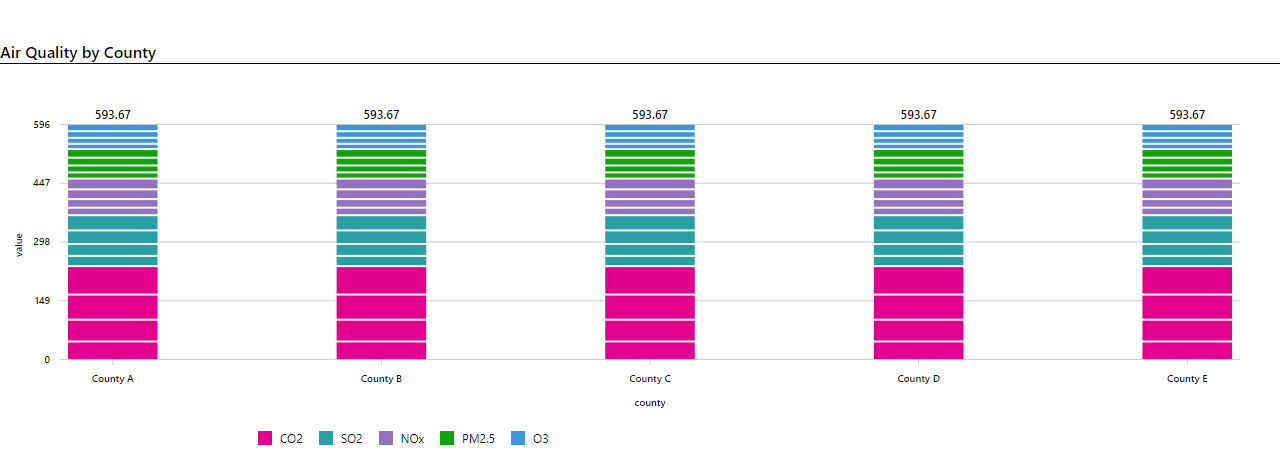 Air Quality by County
593.67 593.67 593.67 593.67 593.67
596
447
298
149
0
value
County A County B County C County D County E
county
CO2 SO2 NOx PM2.5 O3